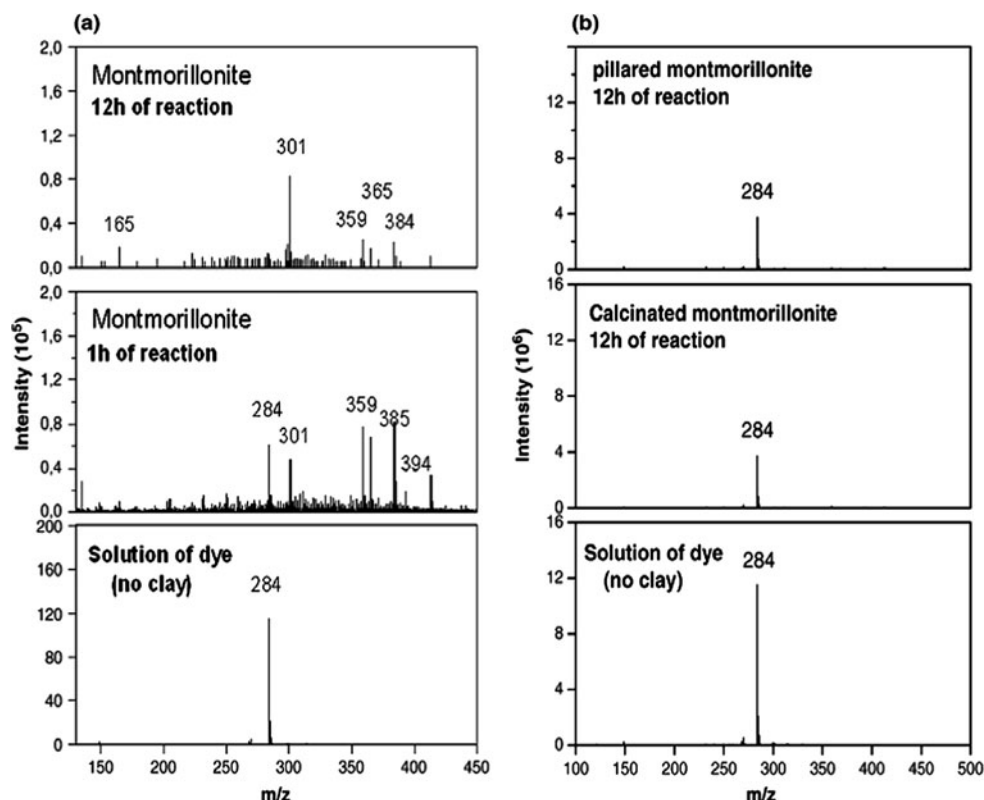 (a)
2,0
1,6
1,2
0,8
0,4
0,0
Montmorillonite
12h of reaction
165
301
359
365
384
2,0
1,6
1,2
0,8
0,4
0,0
Montmorillonite
1h of reaction
284
301
359
385
394
200
160
120
80
40
0
Solution of dye
(no clay)
284
150 200 250 300 350 400 450
m/z
Intensity (10⁵)
(b)
12
8
4
0
pillared montmorillonite
12h of reaction
284
16
12
8
4
0
Calcinated montmorillonite
12h of reaction
284
16
12
8
4
0
Solution of dye
(no clay)
284
100 150 200 250 300 350 400 450 500
m/z
Intensity (10⁶)